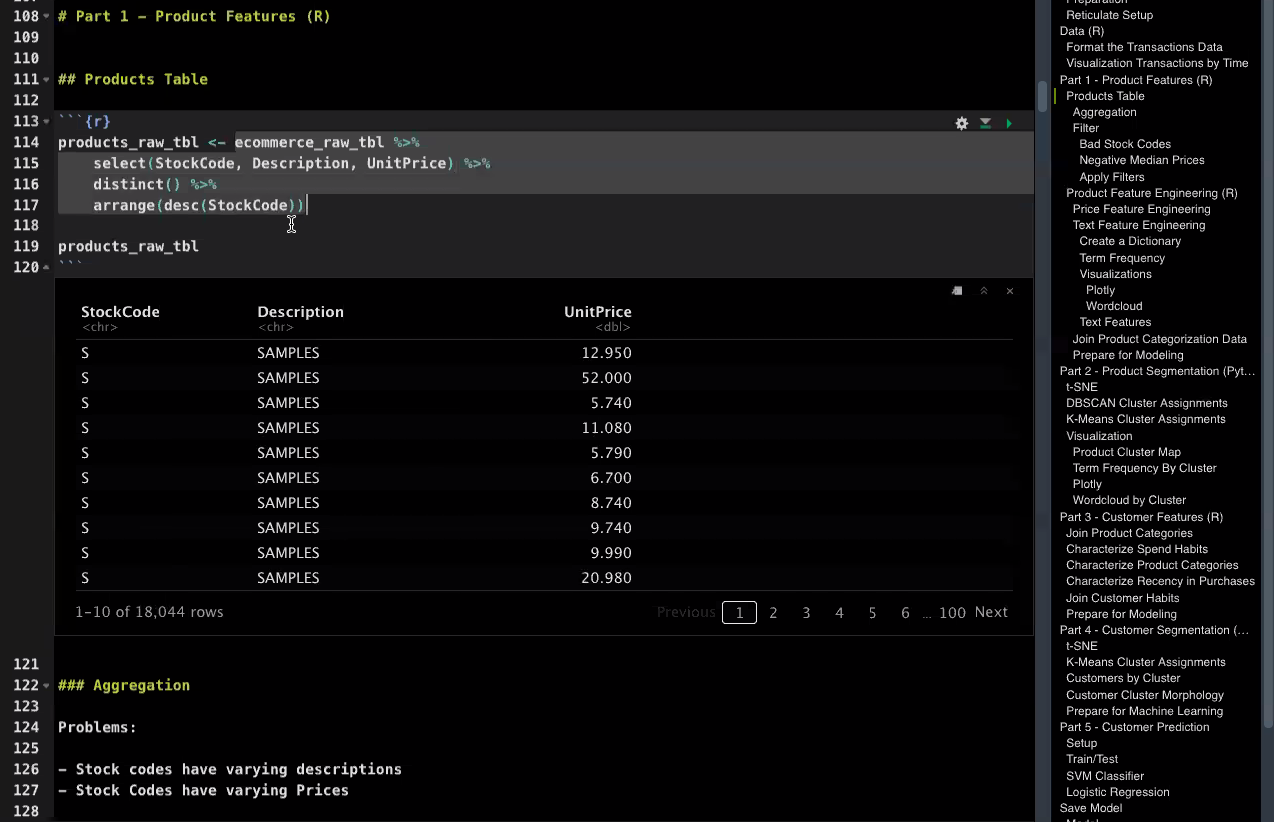 108 # Part 1 - Product Features (R)
109
110
111 ## Products Table
112
113 ```{r}
114 products_raw_tbl <- ecommerce_raw_tbl %>%
115 select(StockCode, Description, UnitPrice) %>%
116 distinct() %>%
117 arrange(desc(StockCode))
118
119 products_raw_tbl
120 ```
StockCode Description UnitPrice
<chr> <chr> <dbl>
S SAMPLES 12.950
S SAMPLES 52.000
S SAMPLES 5.740
S SAMPLES 11.080
S SAMPLES 5.790
S SAMPLES 6.700
S SAMPLES 8.740
S SAMPLES 9.740
S SAMPLES 9.990
S SAMPLES 20.980
1-10 of 18,044 rows Previous 1 2 3 4 5 6 ... 100 Next
121
122 ### Aggregation
123
124 Problems:
125
126 - Stock codes have varying descriptions
127 - Stock Codes have varying Prices
128
Reticulate Setup
Data (R)
Format the Transactions Data
Visualization Transactions by Time
Part 1 - Product Features (R)
Products Table
Aggregation
Filter
Bad Stock Codes
Negative Median Prices
Apply Filters
Product Feature Engineering (R)
Price Feature Engineering
Text Feature Engineering
Create a Dictionary
Term Frequency
Visualizations
Plotly
Wordcloud
Text Features
Join Product Categorization Data
Prepare for Modeling
Part 2 - Product Segmentation (Pyt...
t-SNE
DBSCAN Cluster Assignments
K-Means Cluster Assignments
Visualization
Product Cluster Map
Term Frequency By Cluster
Plotly
Wordcloud by Cluster
Part 3 - Customer Features (R)
Join Product Categories
Characterize Spend Habits
Characterize Product Categories
Characterize Recency in Purchases
Join Customer Habits
Prepare for Modeling
Part 4 - Customer Segmentation (...
t-SNE
K-Means Cluster Assignments
Customers by Cluster
Customer Cluster Morphology
Prepare for Machine Learning
Part 5 - Customer Prediction
Setup
Train/Test
SVM Classifier
Logistic Regression
Save Model